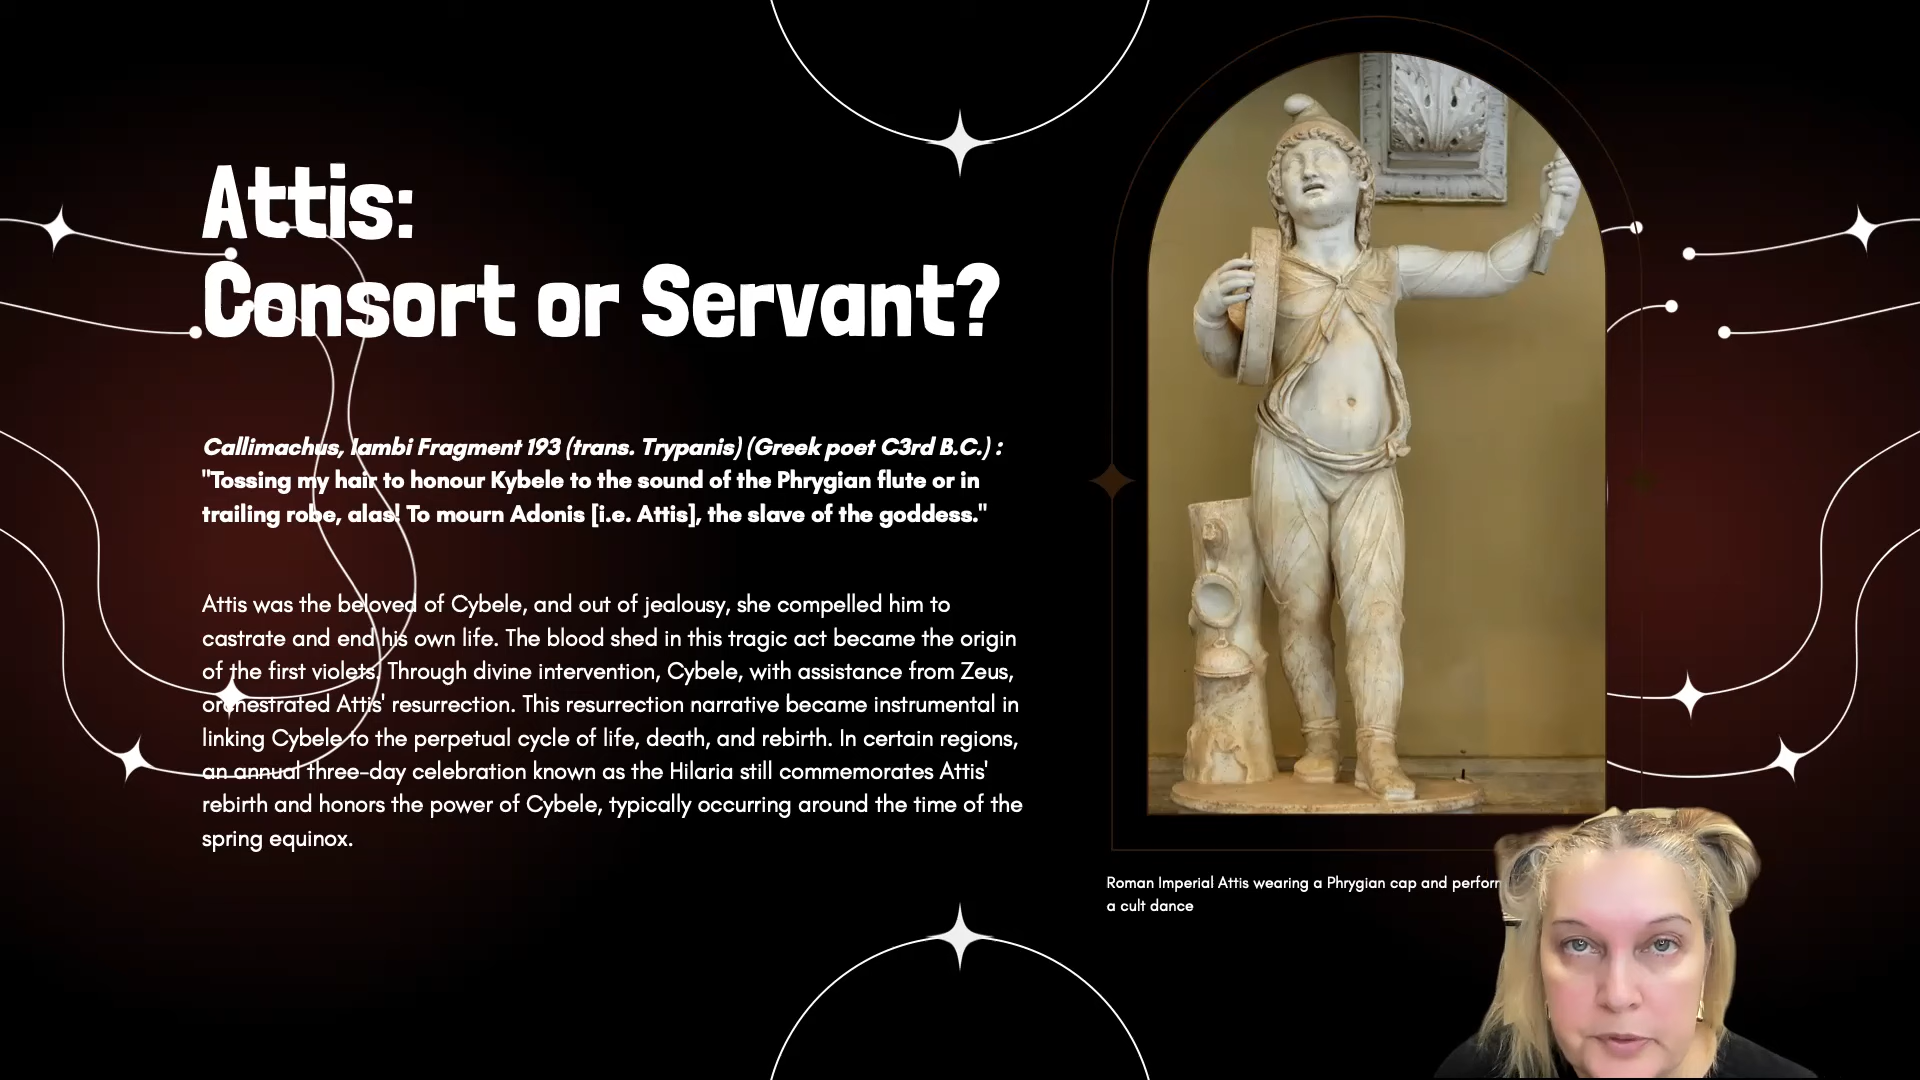 Attis:
Consort or Servant?
Callimachus, Iambi Fragment 193 (trans. Trypanis) (Greek poet C3rd B.C.) :
"Tossing my hair to honour Kybele to the sound of the Phrygian flute or in
trailing robe, alas! To mourn Adonis [i.e. Attis], the slave of the goddess."
Attis was the beloved of Cybele, and out of jealousy, she compelled him to
castrate and end his own life. The blood shed in this tragic act became the origin
of the first violets. Through divine intervention, Cybele, with assistance from Zeus,
orchestrated Attis' resurrection. This resurrection narrative became instrumental in
linking Cybele to the perpetual cycle of life, death, and rebirth. In certain regions,
an annual three-day celebration known as the Hilaria still commemorates Attis'
rebirth and honors the power of Cybele, typically occurring around the time of the
spring equinox.
Roman Imperial Attis wearing a Phrygian cap and perform
a cult dance